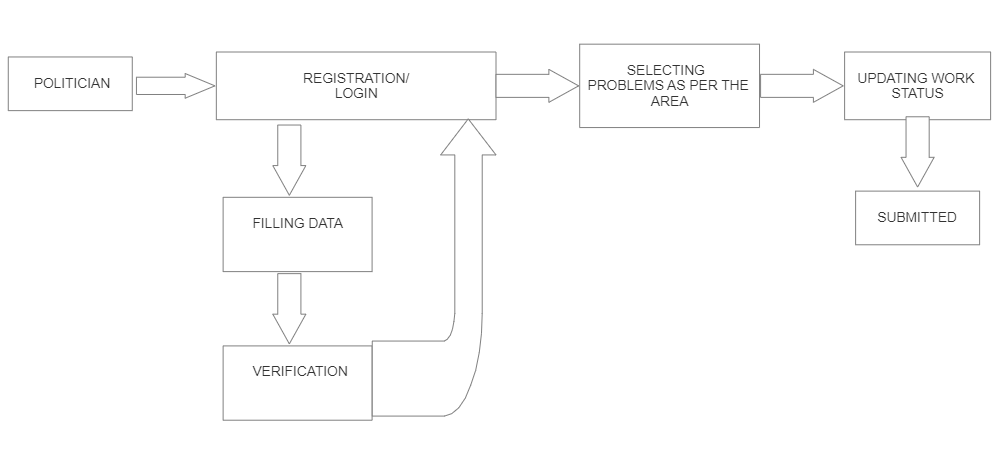 POLITICIAN
REGISTRATION/
LOGIN
SELECTING
PROBLEMS AS PER THE
AREA
UPDATING WORK
STATUS
FILLING DATA
SUBMITTED
VERIFICATION